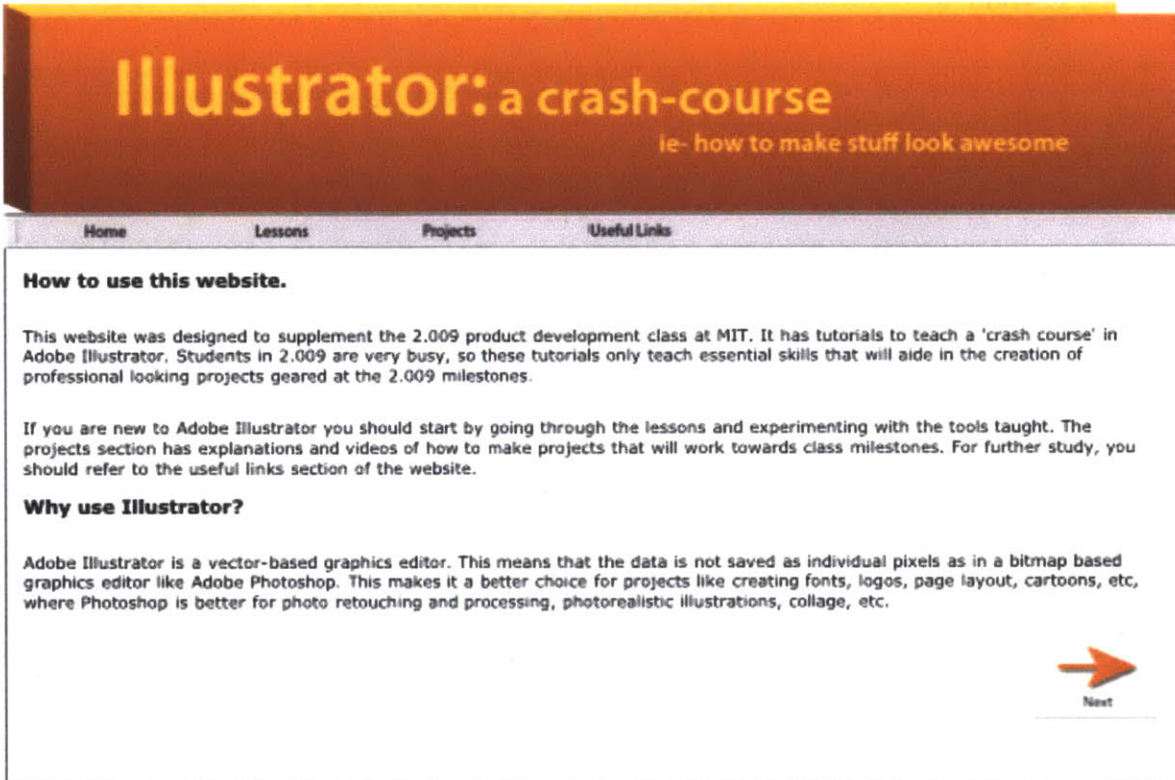 Illustrator: a crash-course
ie- how to make stuff look awesome
Home Lessons Projects Useful Links
How to use this website.
This website was designed to supplement the 2.009 product development class at MIT. It has tutorials to teach a 'crash course' in
Adobe Illustrator. Students in 2.009 are very busy, so these tutorials only teach essential skills that will aide in the creation of
professional looking projects geared at the 2.009 milestones.
If you are new to Adobe Illustrator you should start by going through the lessons and experimenting with the tools taught. The
projects section has explanations and videos of how to make projects that will work towards class milestones. For further study, you
should refer to the useful links section of the website.
Why use Illustrator?
Adobe Illustrator is a vector-based graphics editor. This means that the data is not saved as individual pixels as in a bitmap based
graphics editor like Adobe Photoshop. This makes it a better choice for projects like creating fonts, logos, page layout, cartoons, etc,
where Photoshop is better for photo retouching and processing, photorealistic illustrations, collage, etc.
Next